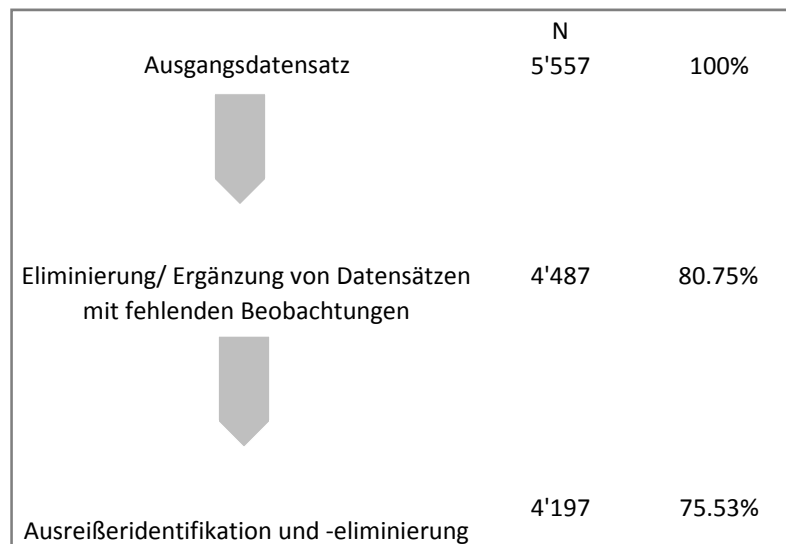 N
Ausgangsdatensatz 5'557 100%
Eliminierung/ Ergänzung von Datensätzen 4'487 80.75%
mit fehlenden Beobachtungen
4'197 75.53%
Ausreißeridentifikation und -eliminierung